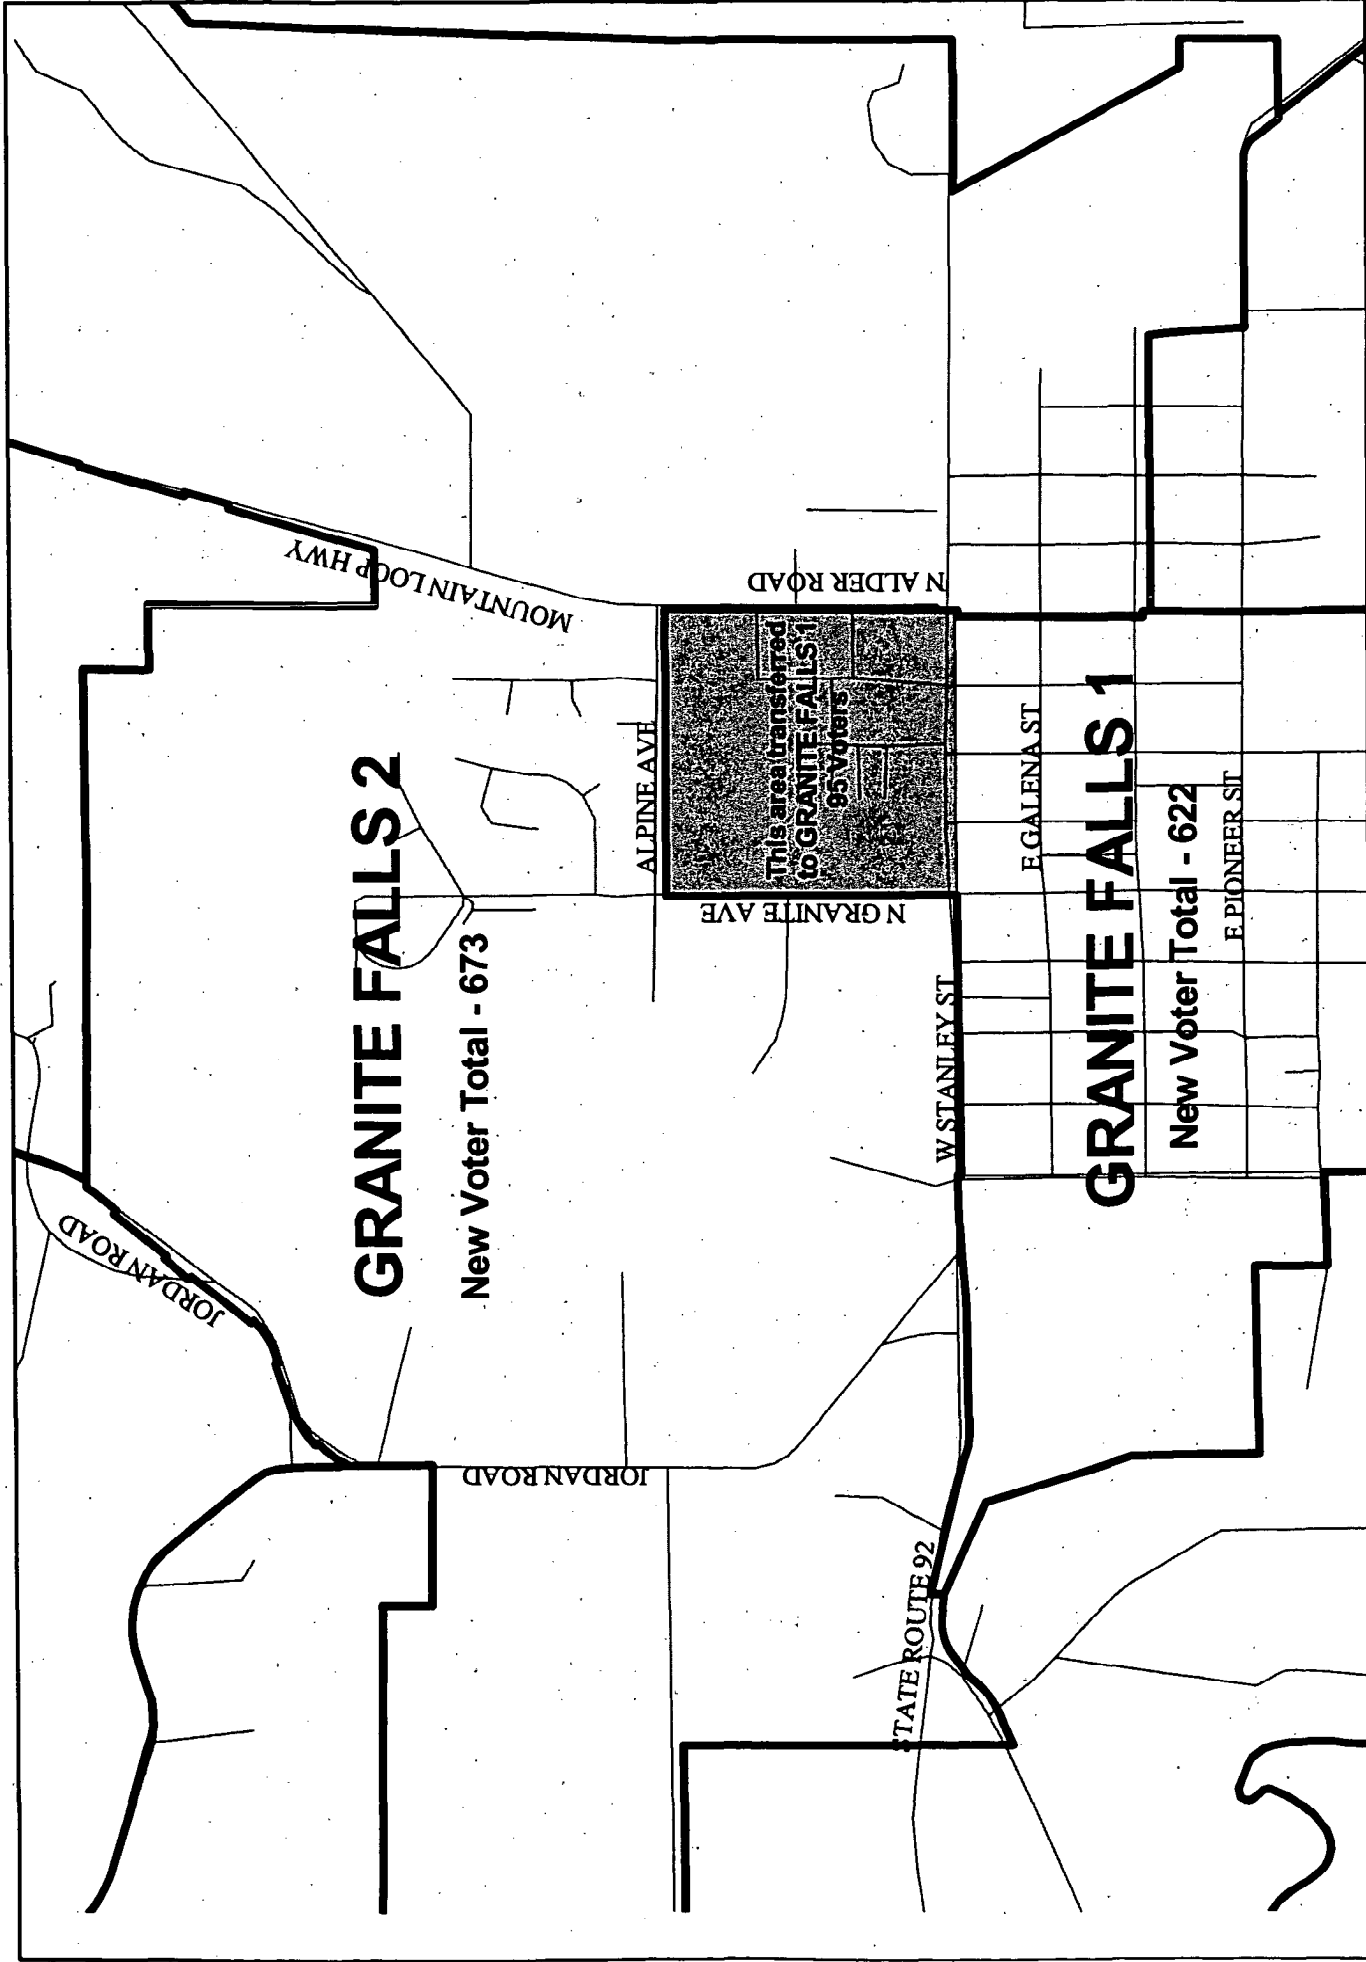 MOUNTAIN LOOP HWY
JORDAN ROAD
GRANITE FALLS 2
New Voter Total - 673
JORDAN ROAD
ALPINE AVE
N GRANITE AVE
N ALDER ROAD
This area transferred
to GRANITE FALLS 1
95 Voters
STATE ROUTE 92
W STANLEY ST
E GALENA ST
GRANITE FALLS 1
New Voter Total - 622
E PIONEER ST